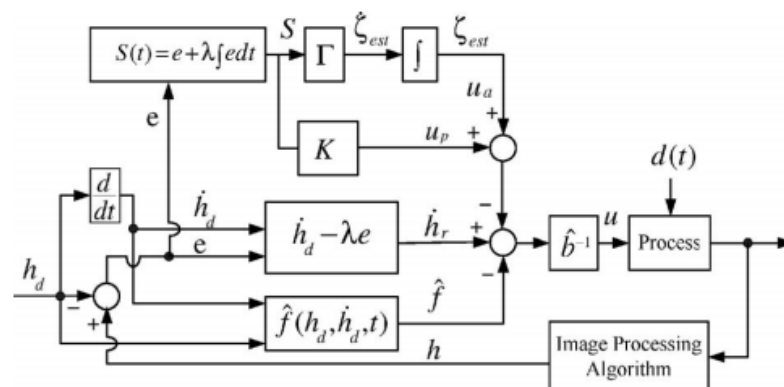 S(t) = e + λ∫edt
S
Γ
ζ̇est
∫
ζest
ua
+
e
K
up
+
d(t)
d/dt
ḣd
−
e
ḣd − λe
ḣr
+
b̂⁻¹
u
Process
hd
−
−
+
f̂(hd, ḣd, t)
f̂
h
Image Processing
Algorithm